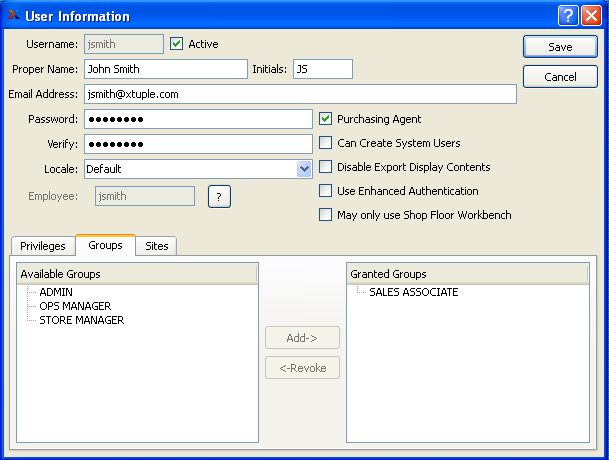 User Information
Username: jsmith Active Save
Proper Name: John Smith Initials: JS Cancel
Email Address: jsmith@xtuple.com
Password: ●●●●●●●● Purchasing Agent
Verify: ●●●●●●●● Can Create System Users
Locale: Default Disable Export Display Contents
Employee: jsmith ? Use Enhanced Authentication
May only use Shop Floor Workbench
Privileges Groups Sites
Available Groups Granted Groups
ADMIN SALES ASSOCIATE
OPS MANAGER
STORE MANAGER
Add->
<-Revoke